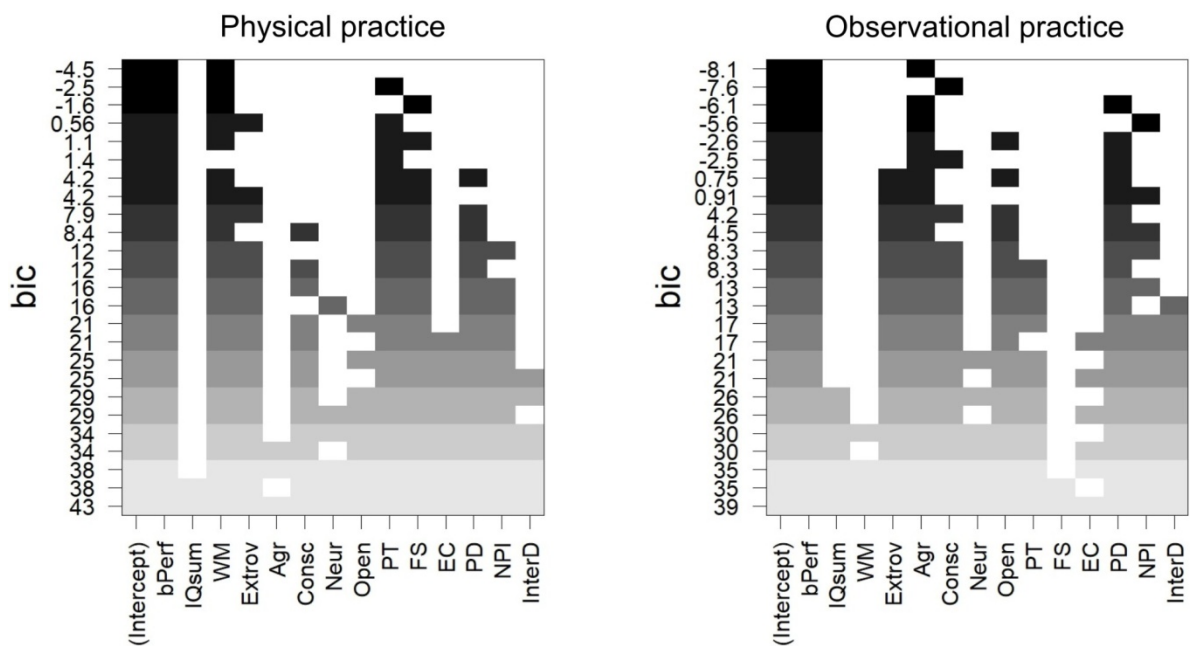 Physical practice
bic
-4.5
-2.5
-1.6
0.56
1.1
1.4
4.2
4.2
7.9
8.4
12
12
16
16
21
21
25
25
29
29
34
34
38
38
43
(Intercept)
bPerf
IQsum
WM
Extrov
Agr
Consc
Neur
Open
PT
FS
EC
PD
NPI
InterD
Observational practice
bic
-8.1
-7.6
-6.1
-5.6
-2.6
-2.5
0.75
0.91
4.2
4.5
8.3
8.3
13
13
17
17
21
21
26
26
30
30
35
35
39
(Intercept)
bPerf
IQsum
WM
Extrov
Agr
Consc
Neur
Open
PT
FS
EC
PD
NPI
InterD